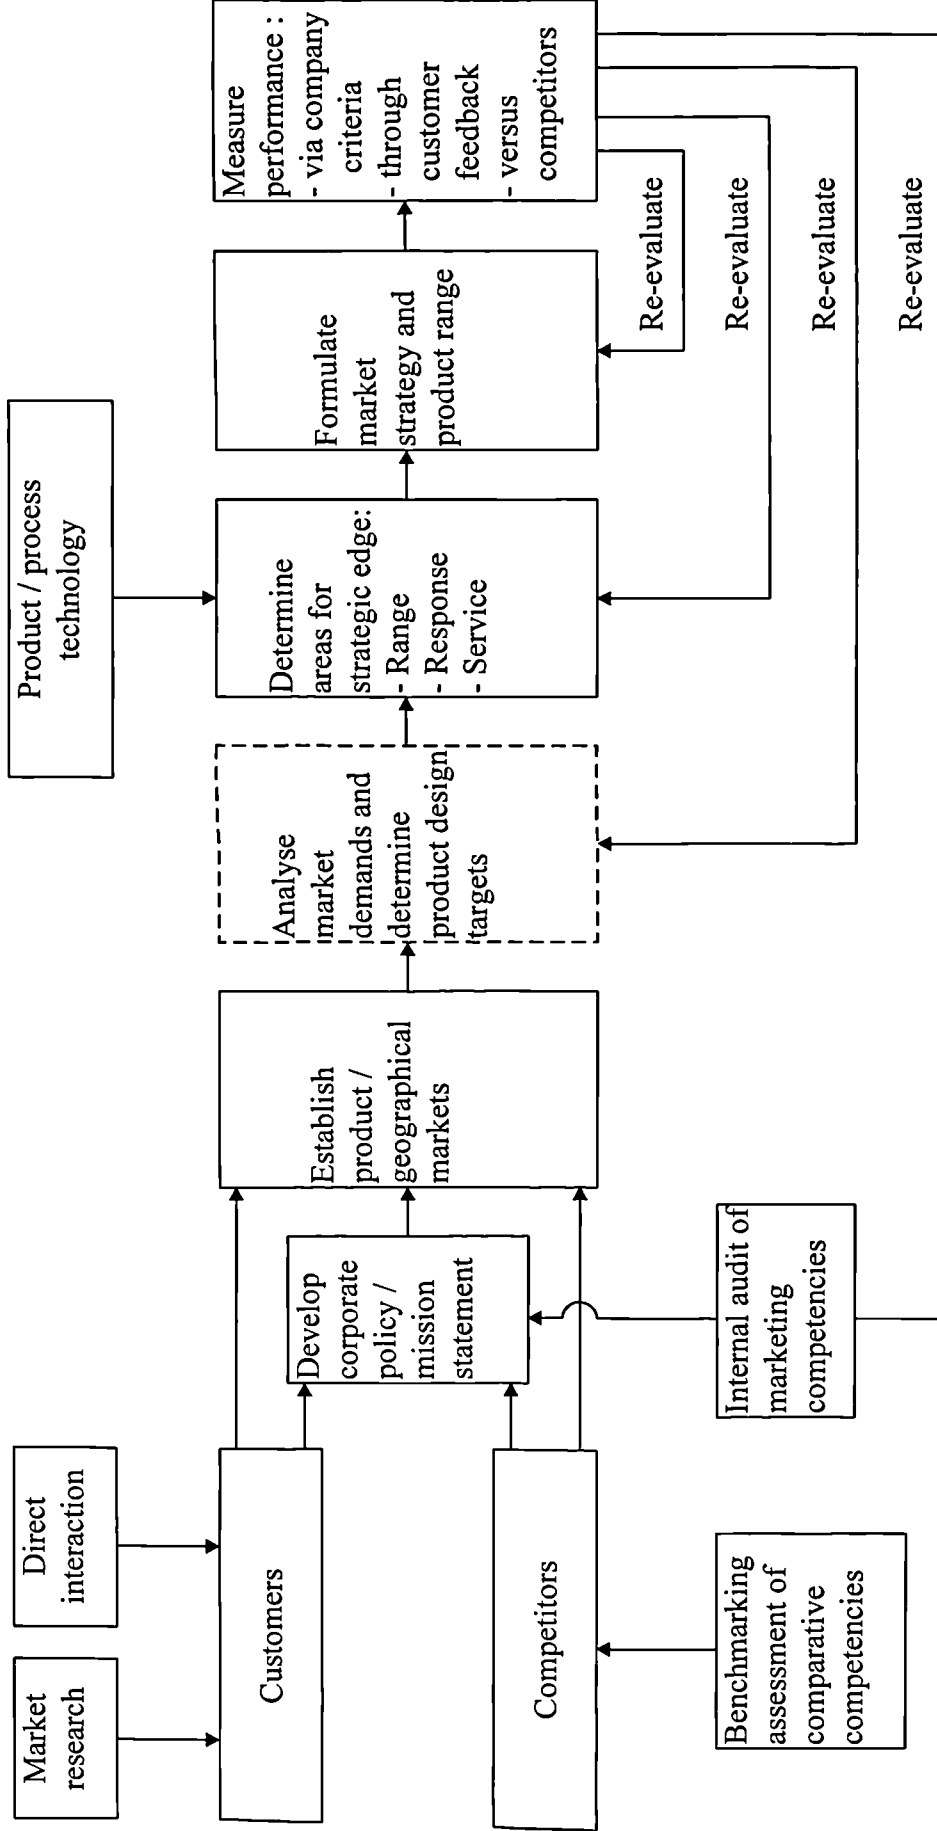 Market
research
Direct
interaction
Product / process
technology
Customers
Competitors
Develop
corporate
policy /
mission
statement
Establish
product /
geographical
markets
Analyse
market
demands and
determine
product design
targets
Determine
areas for
strategic edge:
- Range
- Response
- Service
Formulate
market
strategy and
product range
Measure
performance :
- via company
criteria
- through
customer
feedback
- versus
competitors
Benchmarking
assessment of
comparative
competencies
Internal audit of
marketing
competencies
Re-evaluate
Re-evaluate
Re-evaluate
Re-evaluate